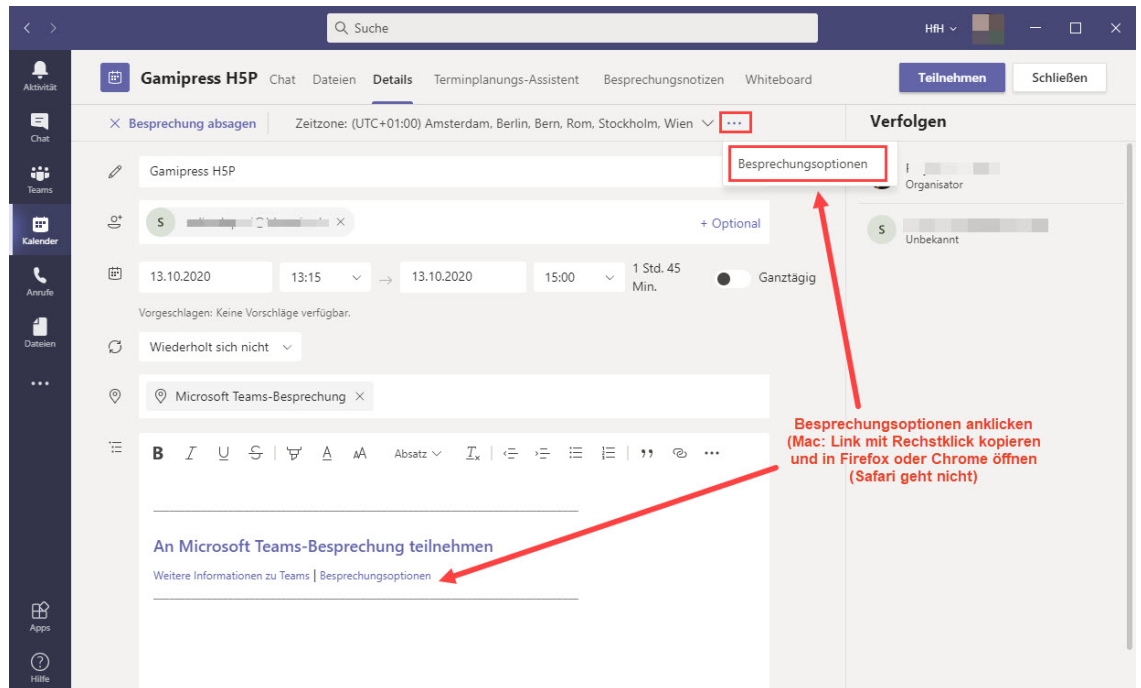 Suche
HfH
Aktivität
Chat
Teams
Kalender
Anrufe
Dateien
Apps
Hilfe
Gamipress H5P Chat Dateien Details Terminplanungs-Assistent Besprechungsnotizen Whiteboard Teilnehmen Schließen
Besprechung absagen Zeitzone: (UTC+01:00) Amsterdam, Berlin, Bern, Rom, Stockholm, Wien
Besprechungsoptionen
Gamipress H5P
S
+ Optional
13.10.2020 13:15 → 13.10.2020 15:00 1 Std. 45
Min.
Ganztägig
Vorgeschlagen: Keine Vorschläge verfügbar.
Wiederholt sich nicht
Microsoft Teams-Besprechung
B I U S A AA Absatz Tx
An Microsoft Teams-Besprechung teilnehmen
Weitere Informationen zu Teams | Besprechungsoptionen
Verfolgen
Organisator
S
Unbekannt
Besprechungsoptionen anklicken
(Mac: Link mit Rechstklick kopieren
und in Firefox oder Chrome öffnen
(Safari geht nicht)